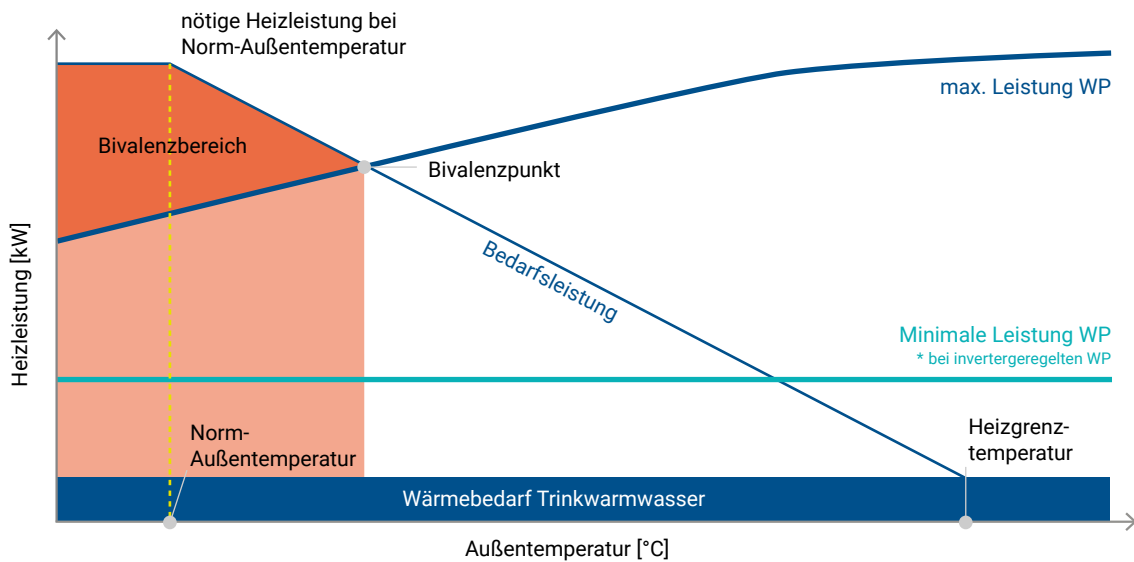 nötige Heizleistung bei
Norm-Außentemperatur
max. Leistung WP
Bivalenzbereich
Bivalenzpunkt
Heizleistung [kW]
Bedarfsleistung
Minimale Leistung WP
* bei invertergeregelten WP
Norm-
Außentemperatur
Heizgrenz-
temperatur
Wärmebedarf Trinkwarmwasser
Außentemperatur [°C]